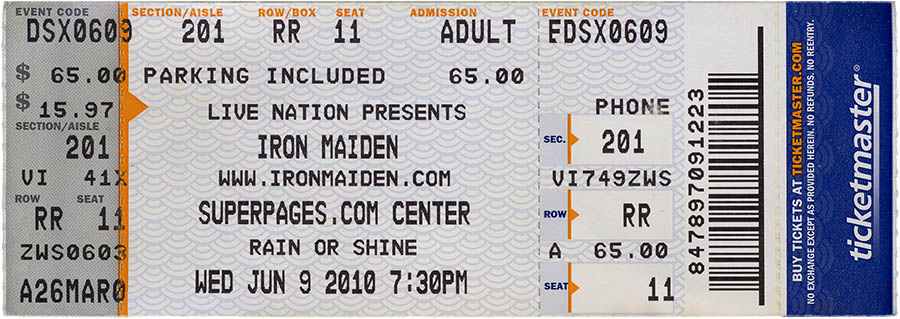 EVENT CODE
DSX0609
$ 65.00
$ 15.97
SECTION/AISLE
201
VI 41X
ROW SEAT
RR 11
ZWS0603
A26MAR0
SECTION/AISLE ROW/BOX SEAT ADMISSION
201 RR 11 ADULT
PARKING INCLUDED 65.00
LIVE NATION PRESENTS
IRON MAIDEN
WWW.IRONMAIDEN.COM
SUPERPAGES.COM CENTER
RAIN OR SHINE
WED JUN 9 2010 7:30PM
EVENT CODE
EDSX0609
PHONE
SEC. 201
VI749ZWS
ROW RR
A 65.00
SEAT 11
847897091223
BUY TICKETS AT TICKETMASTER.COM
NO EXCHANGE EXCEPT AS PROVIDED HEREIN. NO REFUNDS. NO REENTRY.
ticketmaster®